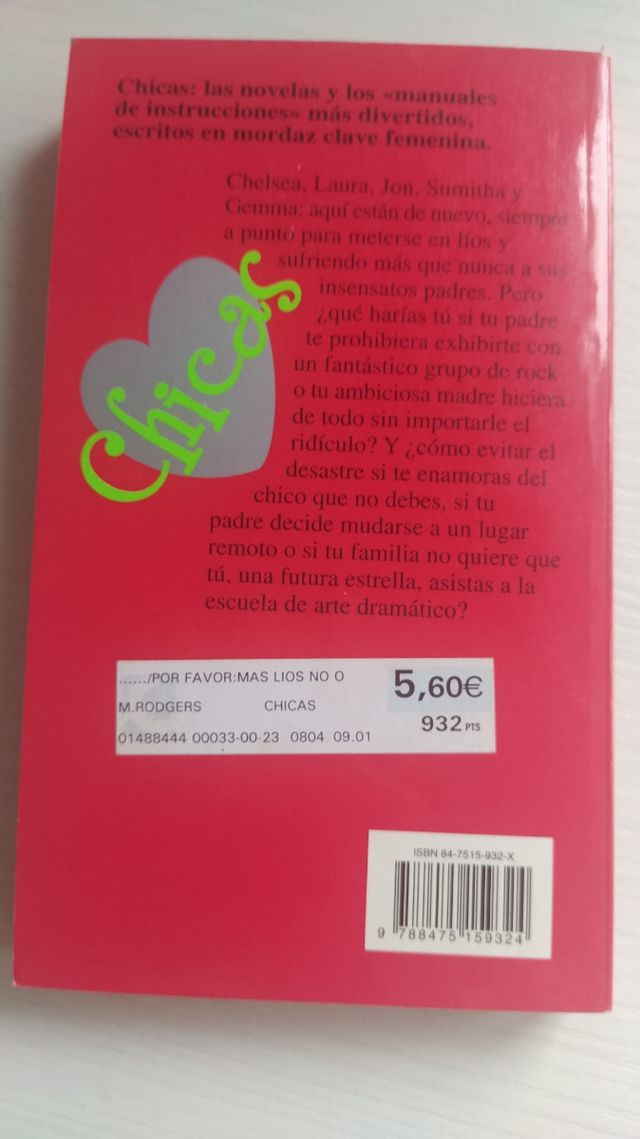 Chicas: las novelas y los «manuales
de instrucciones» más divertidos,
escritos en mordaz clave femenina.
Chelsea, Laura, Jon, Sumitha y
Gemma: aquí están de nuevo, siempre
a punto para meterse en líos y
sufriendo más que nunca a sus
insensatos padres. Pero
¿qué harías tú si tu padre
te prohibiera exhibirte con
un fantástico grupo de rock
o tu ambiciosa madre hiciera
de todo sin importarle el
ridículo? Y ¿cómo evitar el
desastre si te enamoras del
chico que no debes, si tu
padre decide mudarse a un lugar
remoto o si tu familia no quiere que
tú, una futura estrella, asistas a la
escuela de arte dramático?
Chicas
....../POR FAVOR:MAS LIOS NO O
5,60€
M.RODGERS CHICAS
932 PTS
01488444 00033-00-23 0804 09.01
ISBN 84-7515-932-X
9 788475 159324